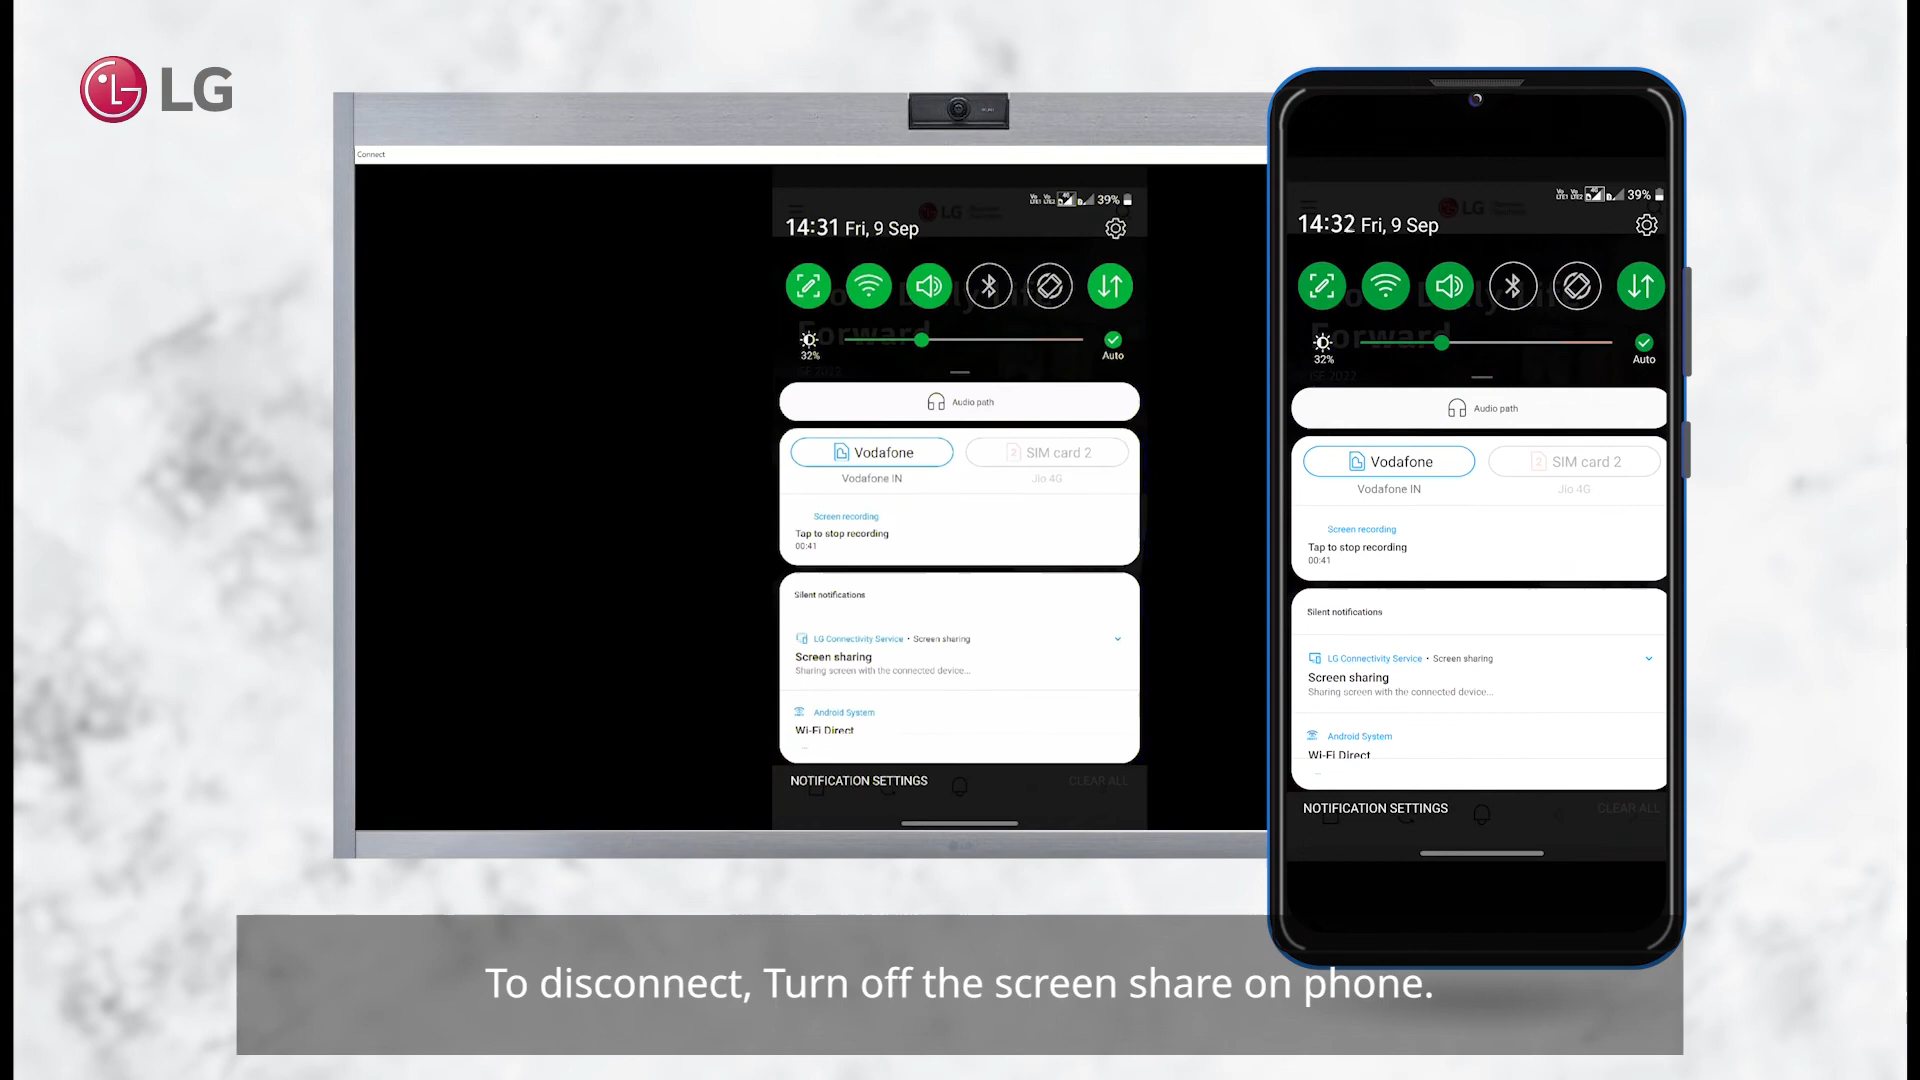 LG
Connect
39%
14:31 Fri, 9 Sep
32%
Auto
Audio path
Vodafone
SIM card 2
Vodafone IN
Jio 4G
Screen recording
Tap to stop recording
00:41
Silent notifications
LG Connectivity Service • Screen sharing
Screen sharing
Sharing screen with the connected device...
Android System
Wi-Fi Direct
NOTIFICATION SETTINGS
CLEAR ALL
39%
14:32 Fri, 9 Sep
Forward
32%
Auto
ISE 2022
Audio path
Vodafone
SIM card 2
Vodafone IN
Jio 4G
Screen recording
Tap to stop recording
00:41
Silent notifications
LG Connectivity Service • Screen sharing
Screen sharing
Sharing screen with the connected device...
Android System
Wi-Fi Direct
NOTIFICATION SETTINGS
CLEAR ALL
To disconnect, Turn off the screen share on phone.